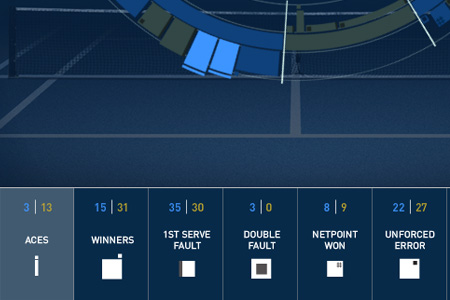 3 | 13
ACES
15 | 31
WINNERS
35 | 30
1ST SERVE
FAULT
3 | 0
DOUBLE
FAULT
8 | 9
NETPOINT
WON
22 | 27
UNFORCED
ERROR